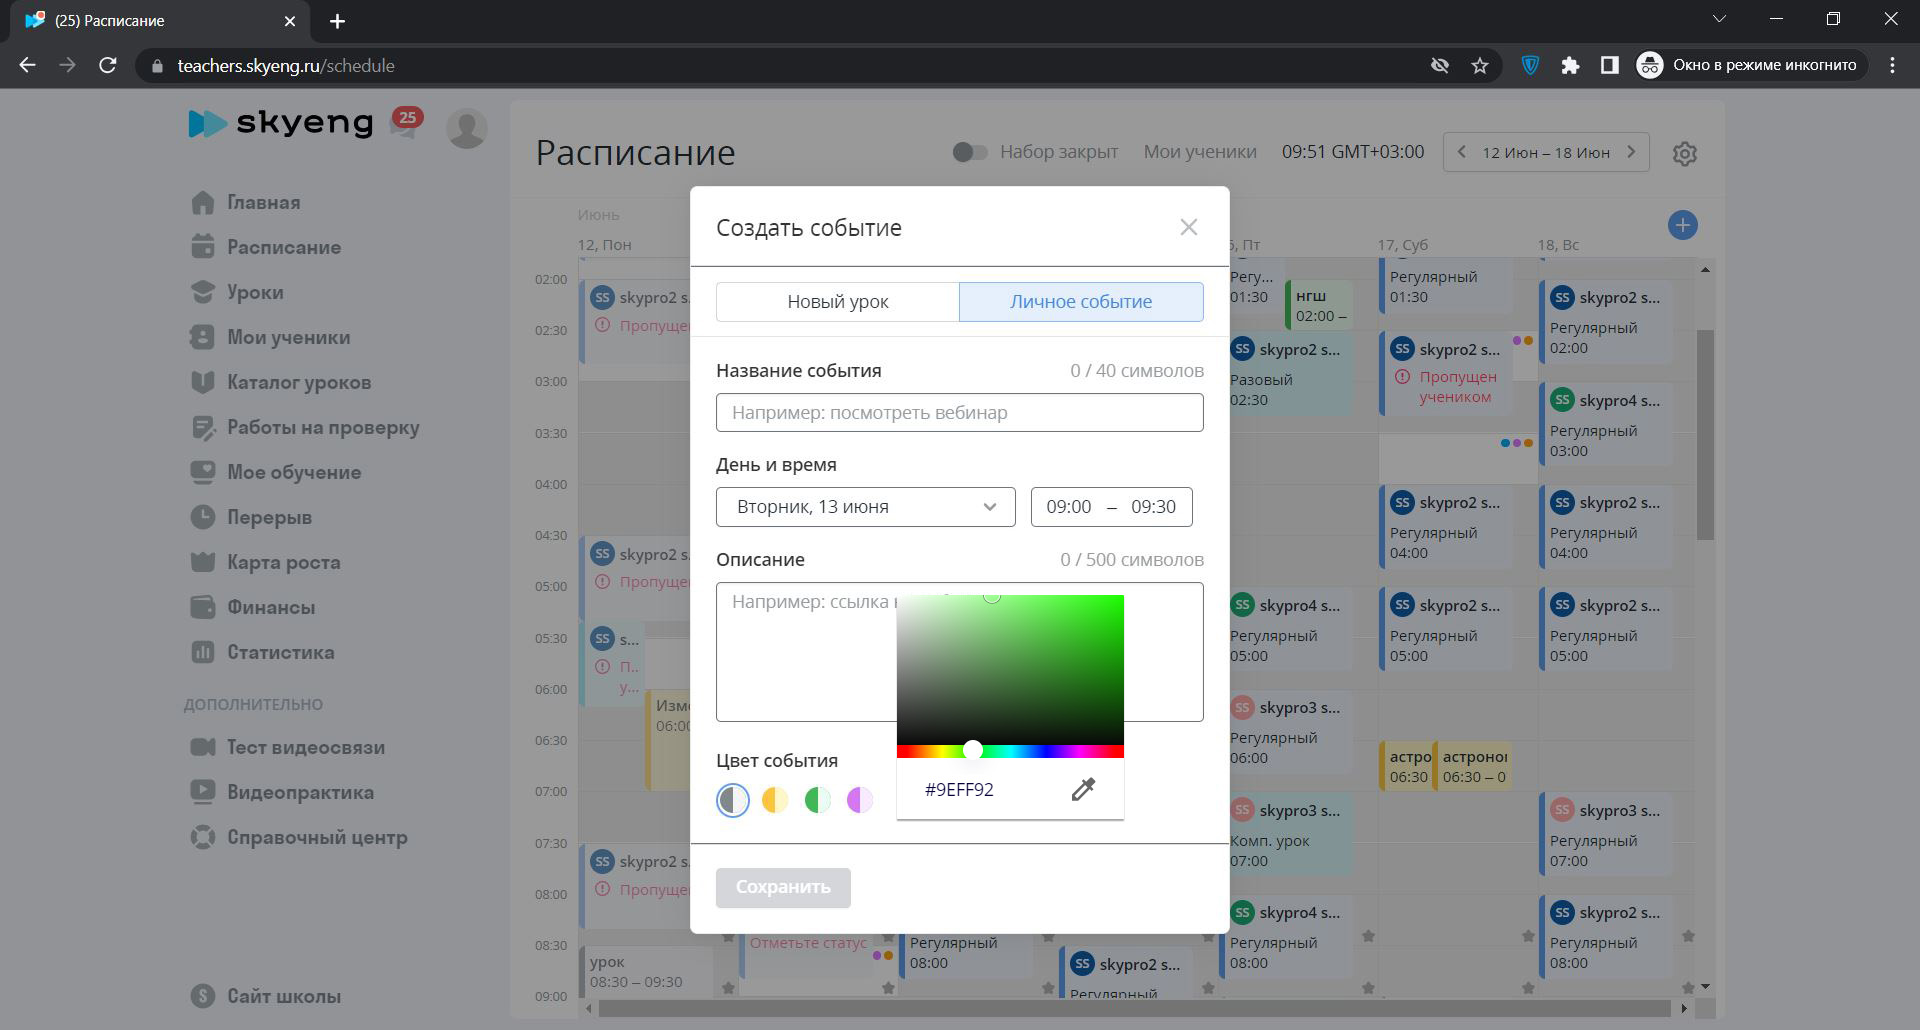 (25) Расписание
teachers.skyeng.ru/schedule
Окно в режиме инкогнито
skyeng
25
Главная
Расписание
Уроки
Мои ученики
Каталог уроков
Работы на проверку
Мое обучение
Перерыв
Карта роста
Финансы
Статистика
ДОПОЛНИТЕЛЬНО
Тест видеосвязи
Видеопрактика
Справочный центр
Сайт школы
Расписание
Набор закрыт
Мои ученики
09:51 GMT+03:00
12 Июн – 18 Июн
Июнь
12, Пон
, Пт
17, Суб
18, Вс
02:00
02:30
03:00
03:30
04:00
04:30
05:00
05:30
06:00
06:30
07:00
07:30
08:00
08:30
09:00
SS skypro2 s
Пропуще
SS skypro2 s
Пропуще
SS s...
П..
у...
Изм
06:0
SS skypro2 s
Пропуще
урок
08:30 – 09:30
Отметьте статус
Регулярный
08:00
SS skypro2 s...
Регулярный
Создать событие
Новый урок
Личное событие
Название события
0 / 40 символов
Например: посмотреть вебинар
День и время
Вторник, 13 июня
09:00 – 09:30
Описание
0 / 500 символов
Например: ссылка
Цвет события
#9EFF92
Сохранить
Регу...
01:30
нгш
02:00 –
SS skypro2 s...
Разовый
02:30
SS skypro4 s...
Регулярный
05:00
SS skypro3 s...
Регулярный
06:00
SS skypro3 s...
Комп. урок
07:00
SS skypro4 s...
Регулярный
08:00
Регулярный
01:30
SS skypro2 s...
Пропущен
учеником
SS skypro2 s...
Регулярный
04:00
SS skypro2 s...
Регулярный
05:00
астро
06:30
астроно
06:30 – 0
SS skypro2 s...
Регулярный
02:00
SS skypro4 s...
Регулярный
03:00
SS skypro2 s...
Регулярный
04:00
SS skypro2 s...
Регулярный
05:00
SS skypro3 s...
Регулярный
07:00
SS skypro2 s...
Регулярный
08:00